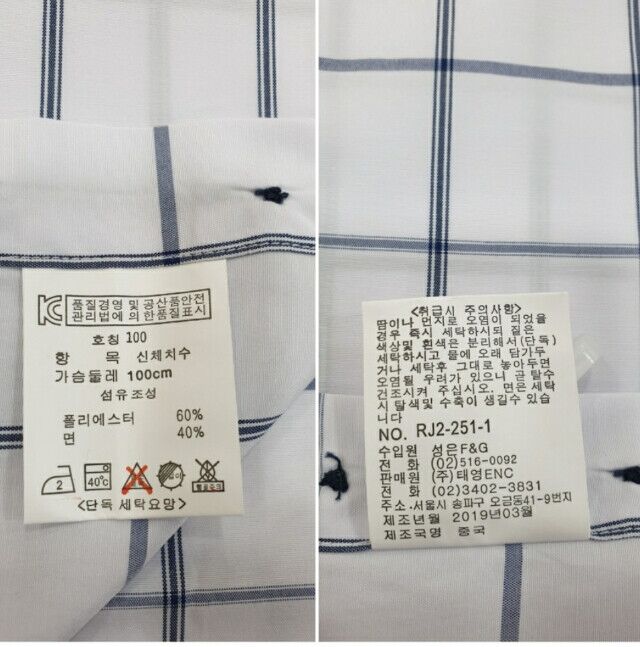 품질경영 및 공산품안전
관리법에 의한품질표시
호칭 100
항 목 신체치수
가슴둘레 100cm
섬유조성
폴리에스터 60%
면 40%
2
40℃
<단독 세탁요망>
<취급시 주의사항>
땀이나 먼지로 오염이 되었을
경우 즉시 세탁하시되 짙은
색상및 흰색은 분리해서(단독)
세탁하시고 물에 오래 담가두
거나 세탁후 그대로 놓아두면
오염될 우려가 있으니 곧 탈수
건조시켜 주십시오. 면은 세탁
시 탈색및 수축이 생길수 있습
니다
NO. RJ2-251-1
수입원 성은F&G
전 화 (02)516-0092
판매원 (주)태영ENC
전 화 (02)3402-3831
주소-서울시 송파구 오금동41-9번지
제조년월 2019년03월
제조국명 중국